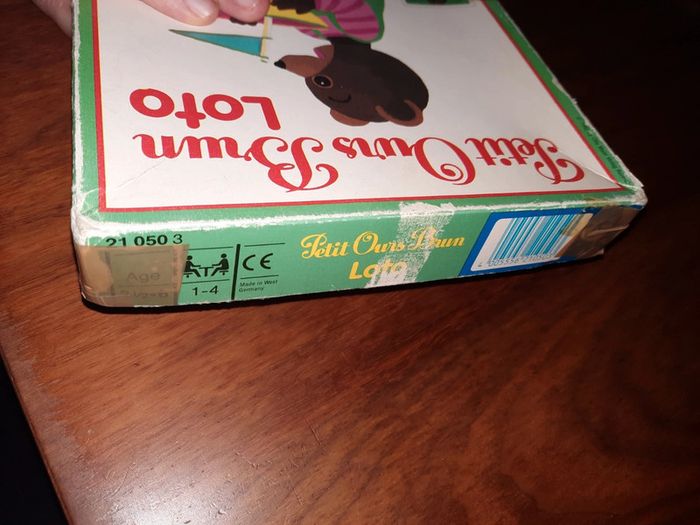 Petit Ours Brun
LOTO
21 050 3
Age
1-4
CE
Made in West
Germany
Petit Ours Brun
Loto